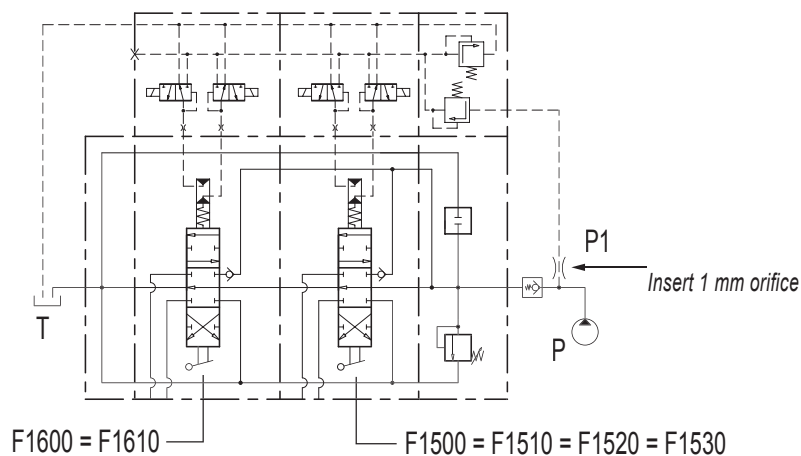 P1
Insert 1 mm orifice
T
P
F1600 = F1610
F1500 = F1510 = F1520 = F1530